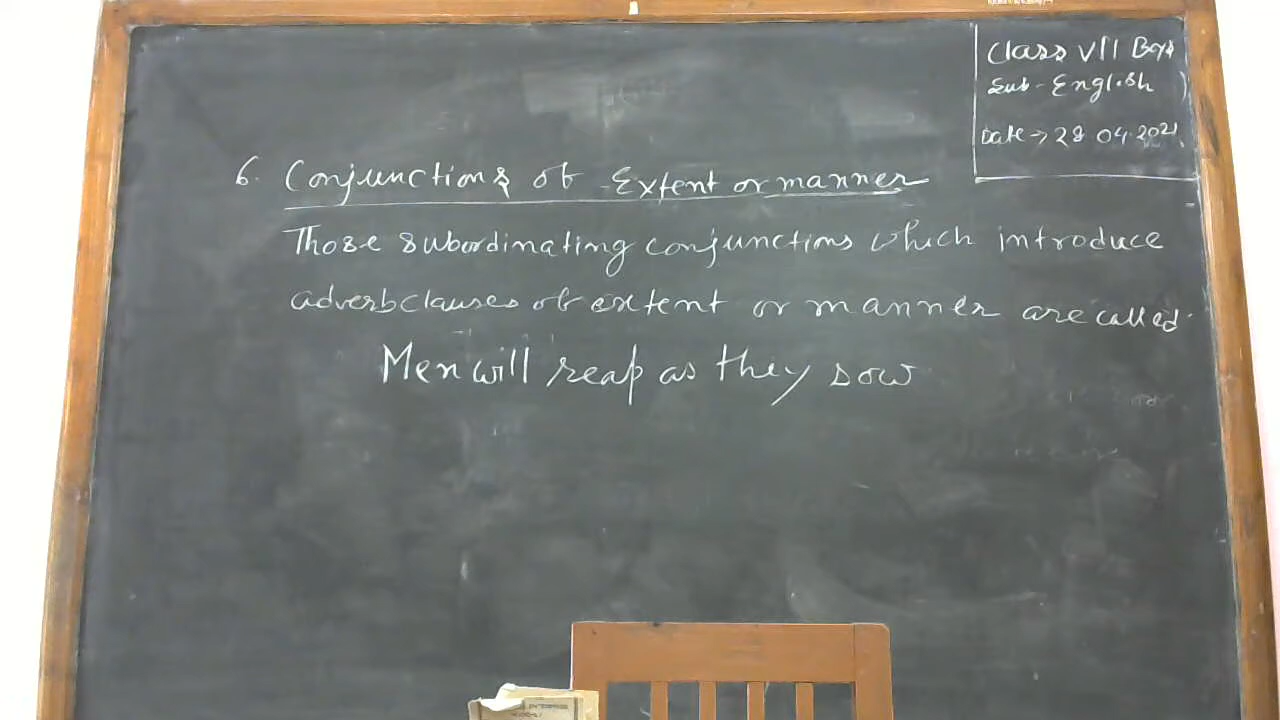 Class VII Boys
Sub - English
Date → 28 04.2021
6. Conjunctions of Extent or manner
Those subordinating conjunctions which introduce
adverb clauses of extent or manner are called
Men will reap as they sow